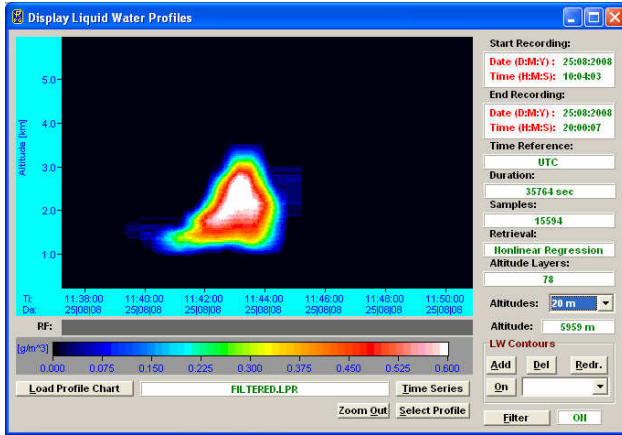 Display Liquid Water Profiles
Start Recording:
Date (D:M:Y) : 25:08:2008
Time (H:M:S) : 10:04:03
End Recording:
Date (D:M:Y) : 25:08:2008
Time (H:M:S): 20:00:07
Time Reference:
UTC
Duration:
35764 sec
Samples:
15594
Retrieval:
Nonlinear Regression
Altitude Layers:
78
Altitudes: 20 m
Altitude: 5959 m
LW Contours
Add Del Redr.
On
Filter
Altitude [km]
5.0
4.0
3.0
2.0
1.0
Ti: 11:38:00 11:40:00 11:42:00 11:44:00 11:46:00 11:48:00 11:50:00
Da: 25|08|08 25|08|08 25|08|08 25|08|08 25|08|08 25|08|08 25|08|08
RF:
[g/m^3]
0.000 0.075 0.150 0.225 0.300 0.375 0.450 0.525 0.600
Load Profile Chart FILTERED.LPR Time Series
Zoom Out Select Profile